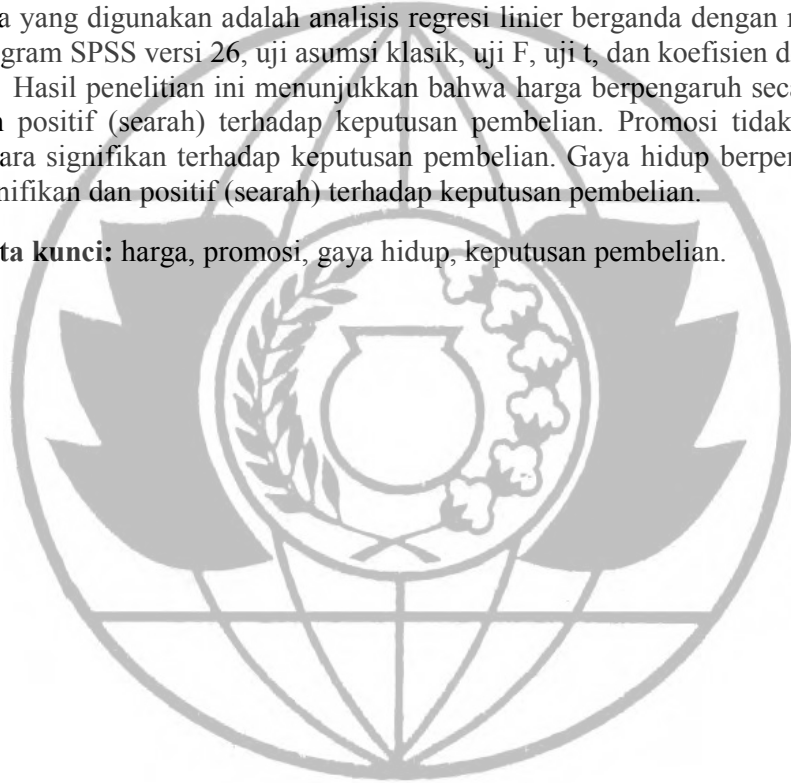 a yang digunakan adalah analisis regresi linier berganda dengan
gram SPSS versi 26, uji asumsi klasik, uji F, uji t, dan koefisien d
Hasil penelitian ini menunjukkan bahwa harga berpengaruh seca
positif (searah) terhadap keputusan pembelian. Promosi tidak
ara signifikan terhadap keputusan pembelian. Gaya hidup berpen
nifikan dan positif (searah) terhadap keputusan pembelian.
ta kunci: harga, promosi, gaya hidup, keputusan pembelian.